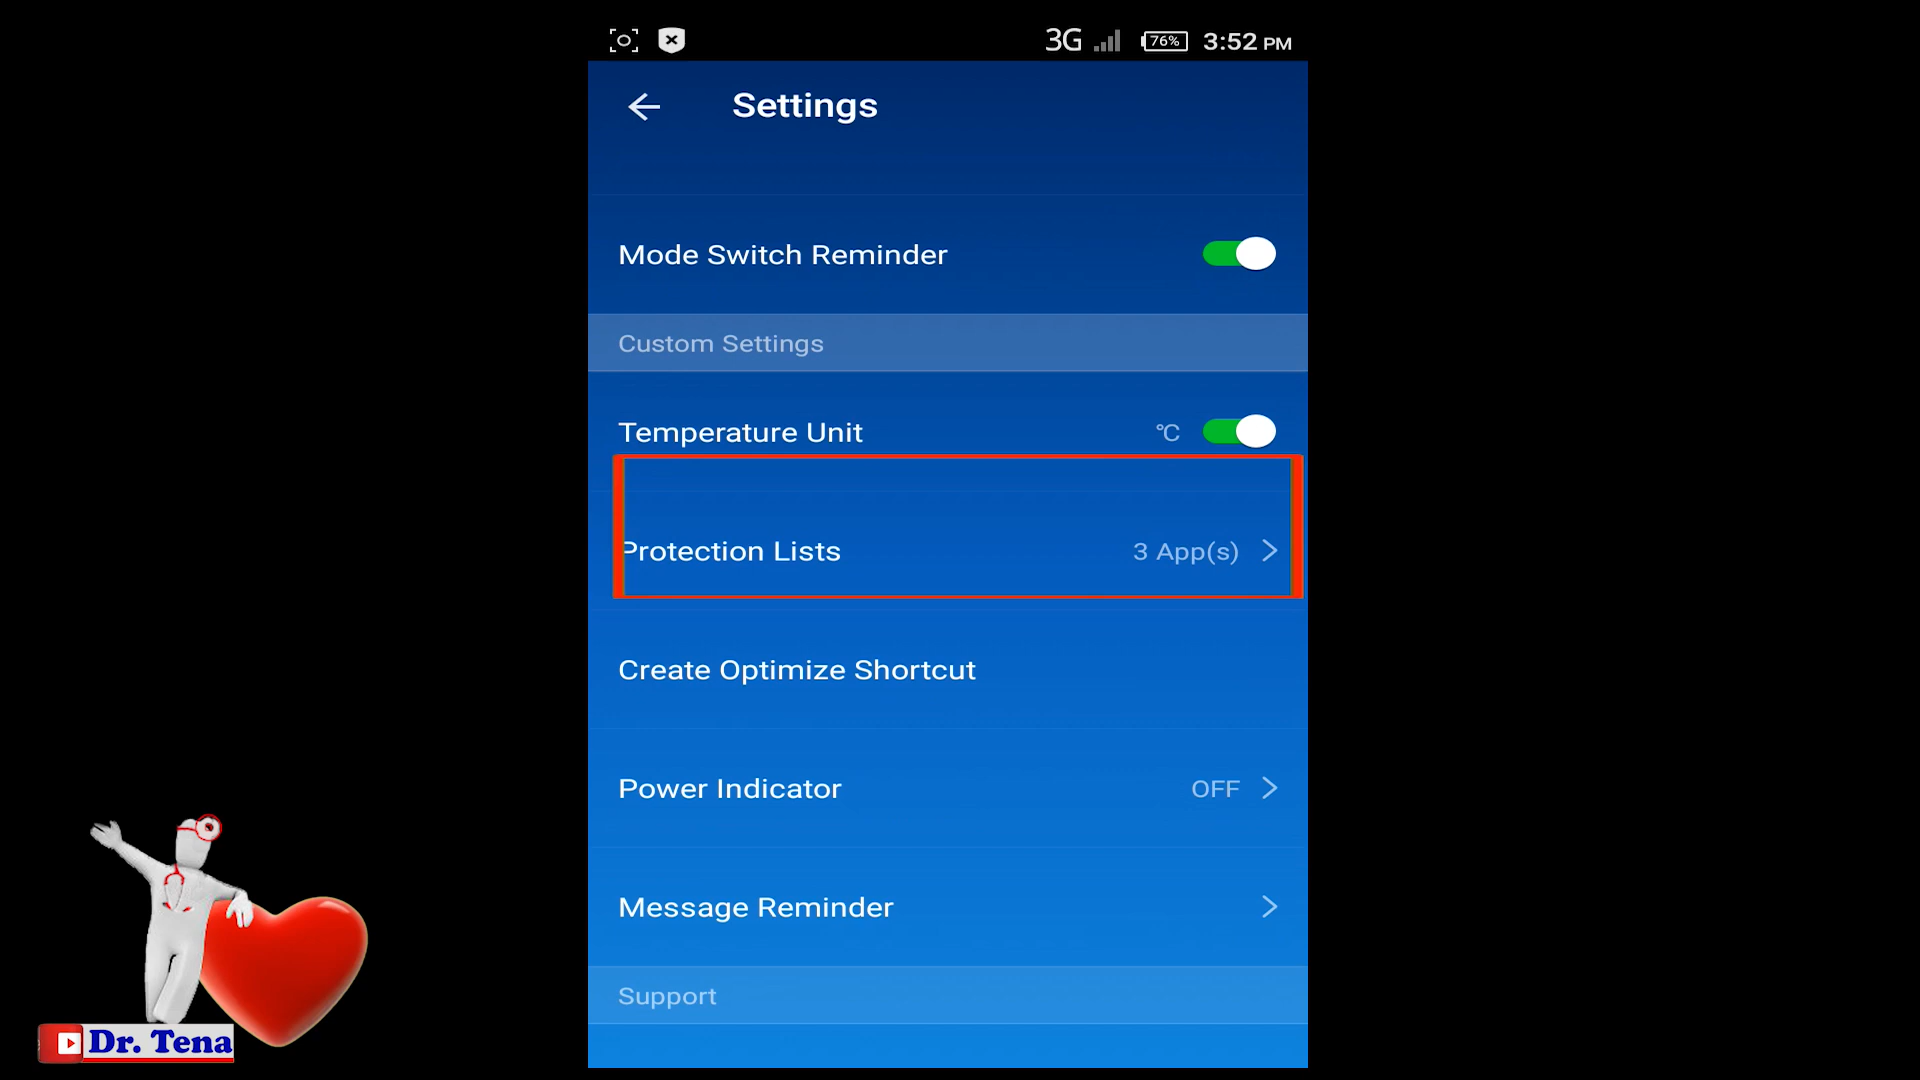 3G 76% 3:52 PM
Settings
Mode Switch Reminder
Custom Settings
Temperature Unit °C
Protection Lists 3 App(s)
Create Optimize Shortcut
Power Indicator OFF
Message Reminder
Support
Dr. Tena